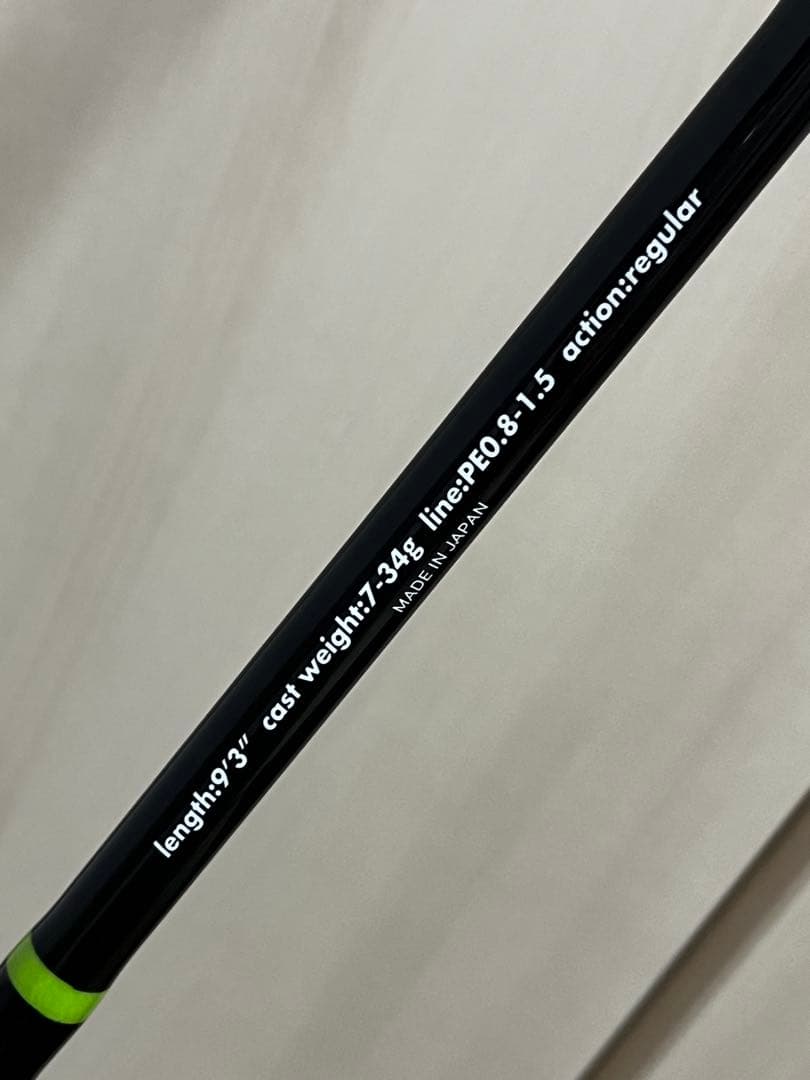 length:9'3" cast weight:7-34g line:PE0.8-1.5 action:regular
MADE IN JAPAN